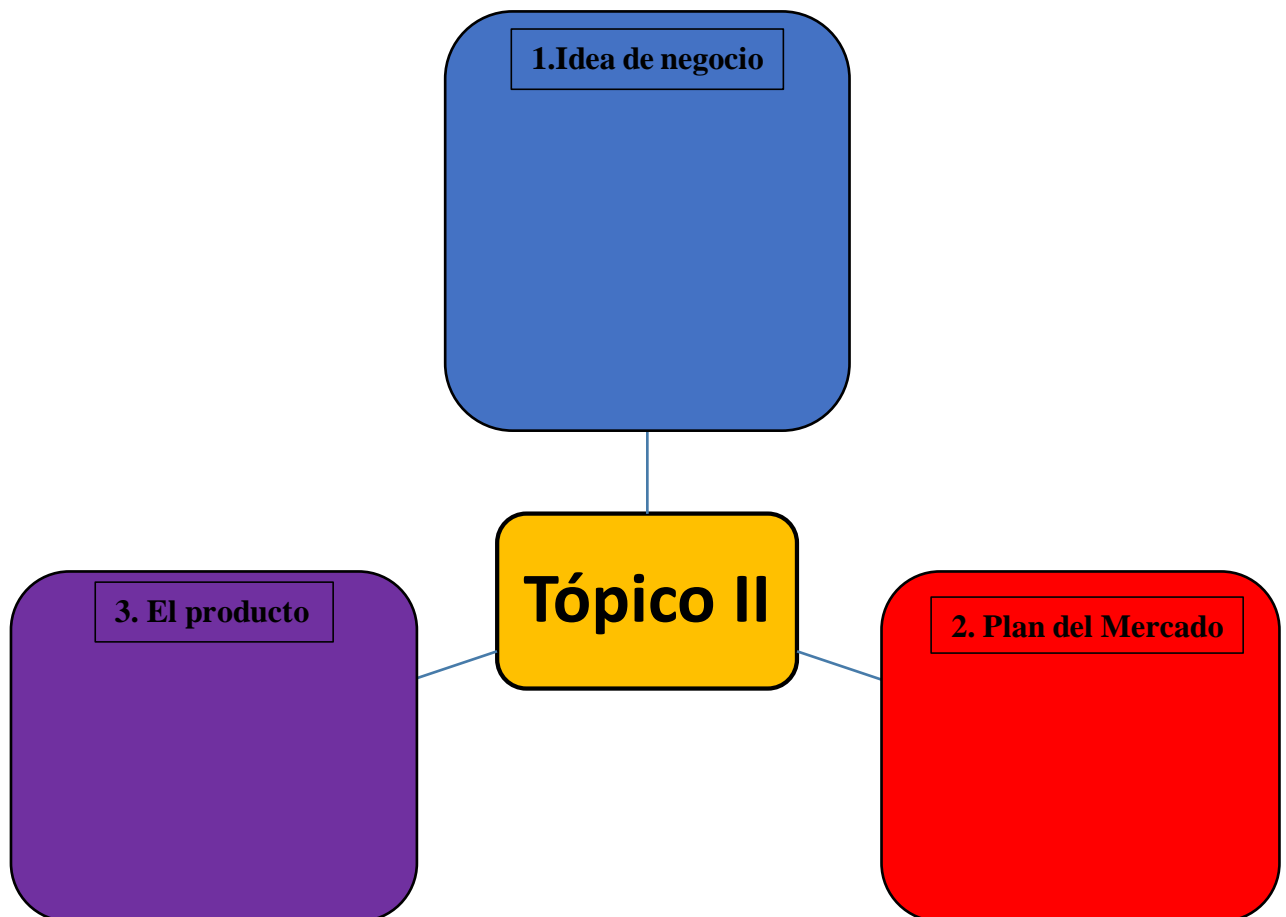 1.Idea de negocio
Tópico II
3. El producto
2. Plan del Mercado